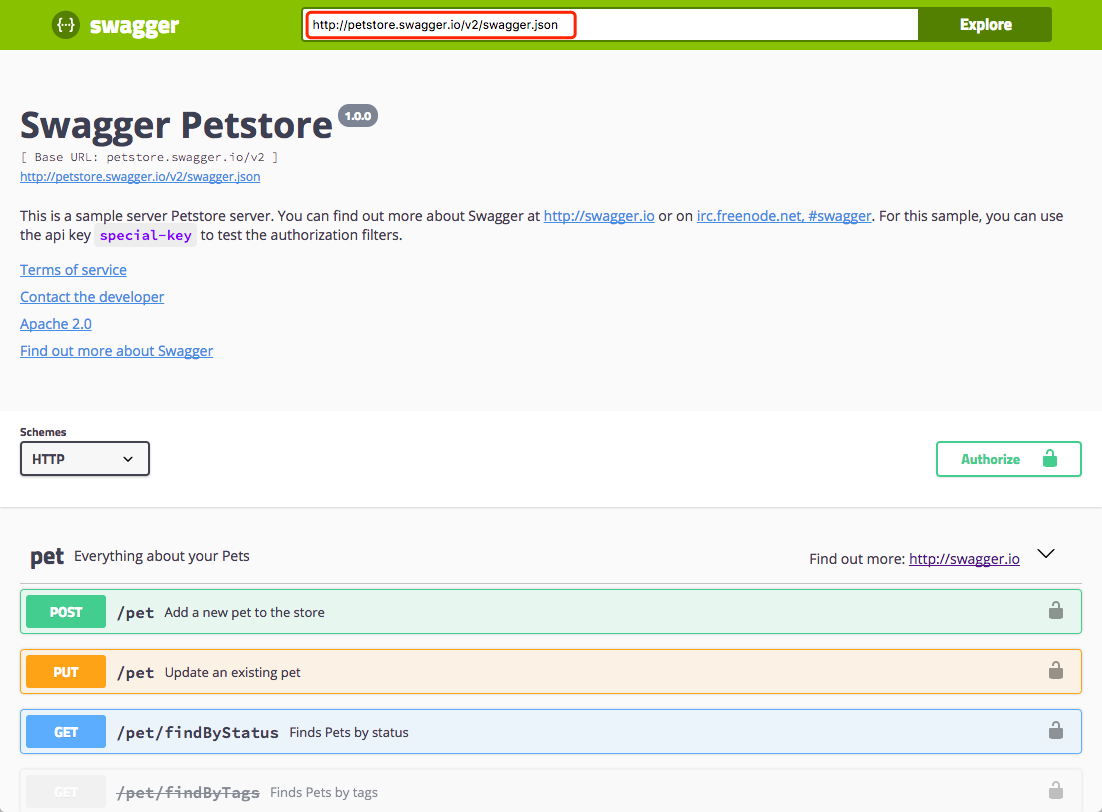 {...} swagger
http://petstore.swagger.io/v2/swagger.json
Explore
Swagger Petstore 1.0.0
[ Base URL: petstore.swagger.io/v2 ]
http://petstore.swagger.io/v2/swagger.json
This is a sample server Petstore server. You can find out more about Swagger at http://swagger.io or on irc.freenode.net, #swagger. For this sample, you can use
the api key special-key to test the authorization filters.
Terms of service
Contact the developer
Apache 2.0
Find out more about Swagger
Schemes
HTTP
Authorize
pet Everything about your Pets
Find out more: http://swagger.io
POST /pet Add a new pet to the store
PUT /pet Update an existing pet
GET /pet/findByStatus Finds Pets by status
GET /pet/findByTags Finds Pets by tags